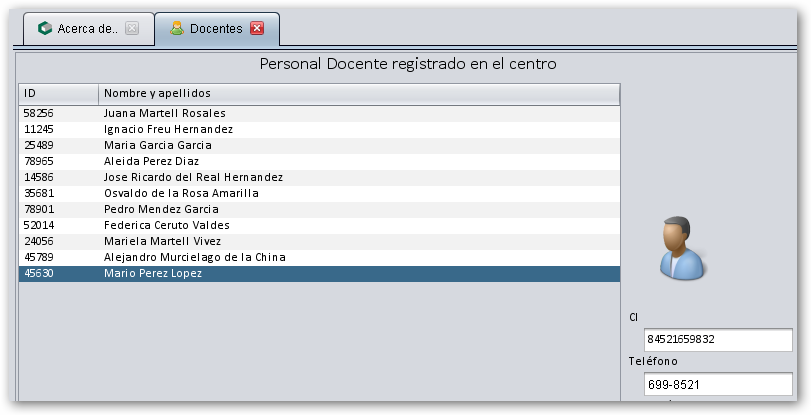 Acerca de.. Docentes
Personal Docente registrado en el centro
ID Nombre y apellidos
58256 Juana Martell Rosales
11245 Ignacio Freu Hernandez
25489 Maria Garcia Garcia
78965 Aleida Perez Diaz
14586 Jose Ricardo del Real Hernandez
35681 Osvaldo de la Rosa Amarilla
78901 Pedro Mendez Garcia
52014 Federica Ceruto Valdes
24056 Mariela Martell Vivez
45789 Alejandro Murcielago de la China
45630 Mario Perez Lopez
CI
84521659832
Teléfono
699-8521